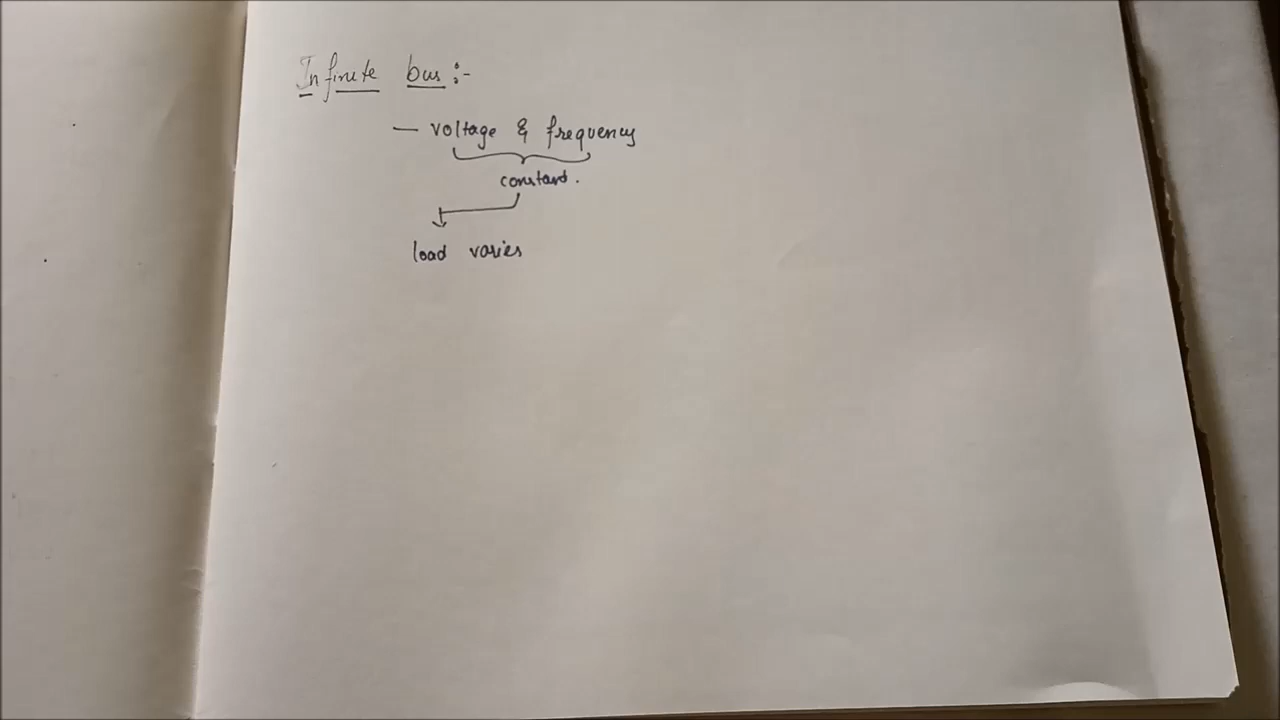 Infinite bus :-
— voltage & frequency
constant.
load varies